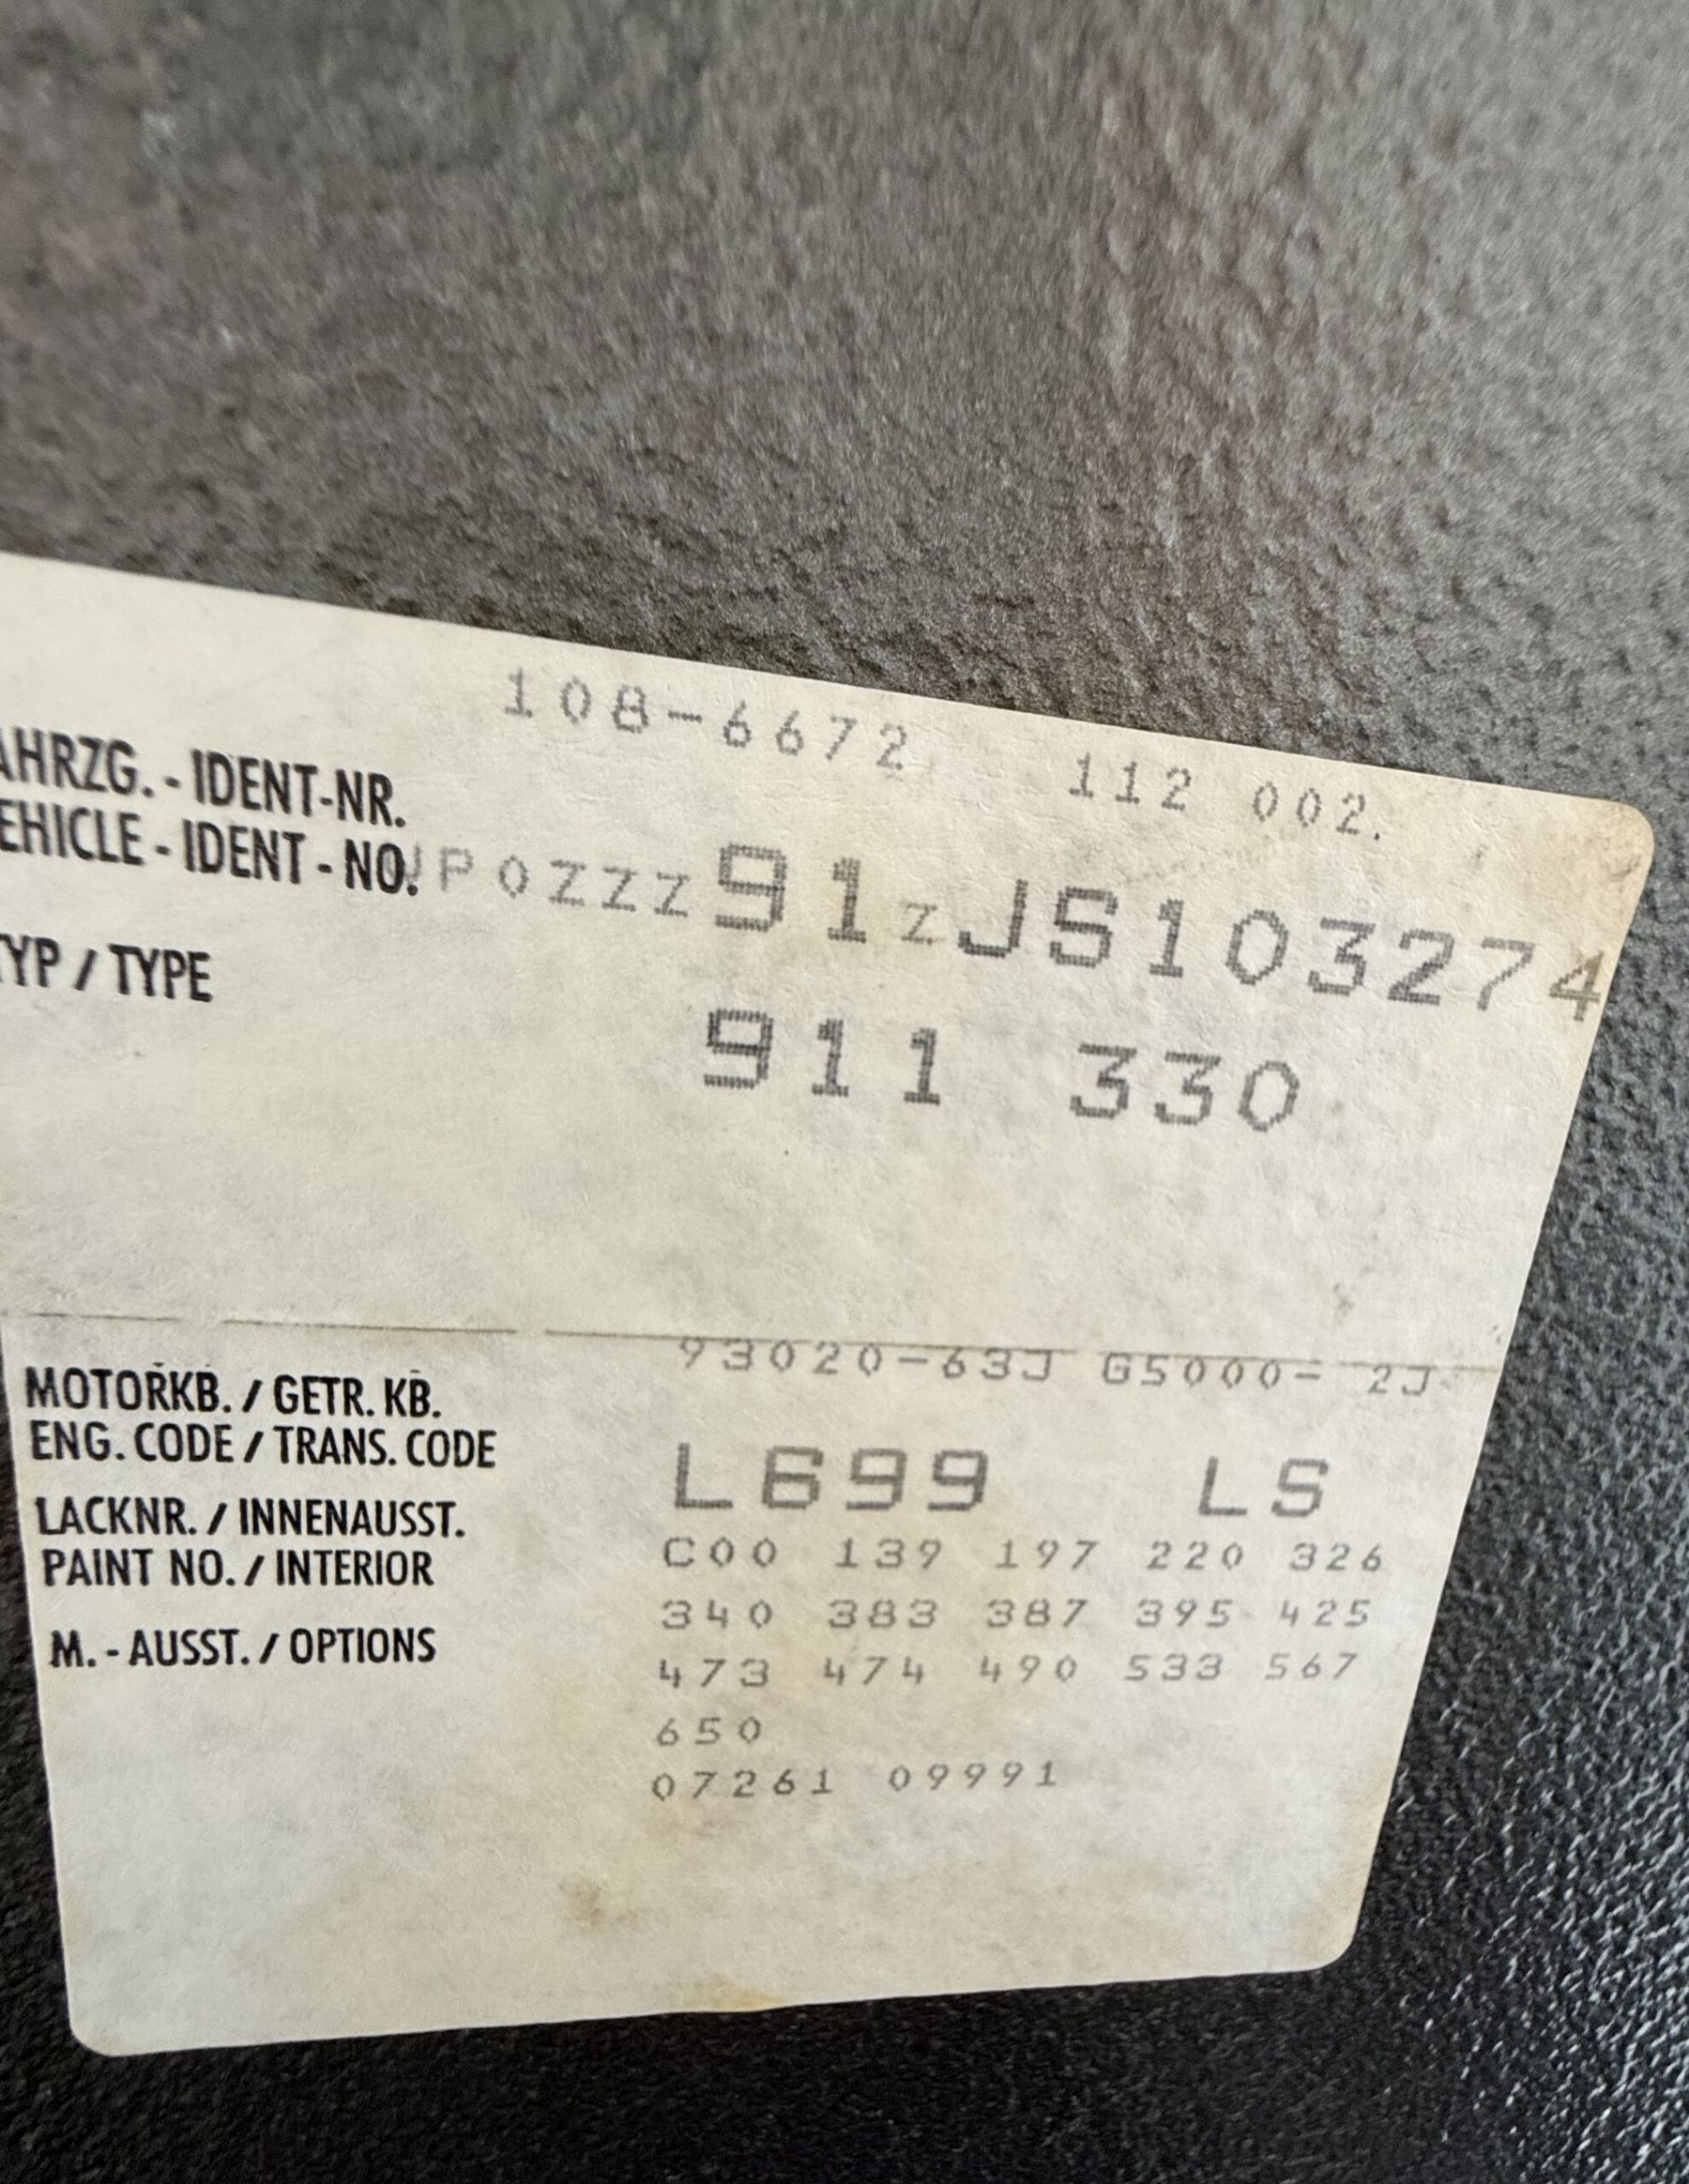 108-6672 112 002.
AHRZG. - IDENT-NR.
EHICLE - IDENT - NO. WP0ZZZ91ZJS103274
YP / TYPE 911 330
93020-63J G5000- 2J
MOTORKB. / GETR. KB.
ENG. CODE / TRANS. CODE
L699 LS
LACKNR. / INNENAUSST.
PAINT NO. / INTERIOR
C00 139 197 220 326
340 383 387 395 425
M. - AUSST. / OPTIONS
473 474 490 533 567
650
07261 09991